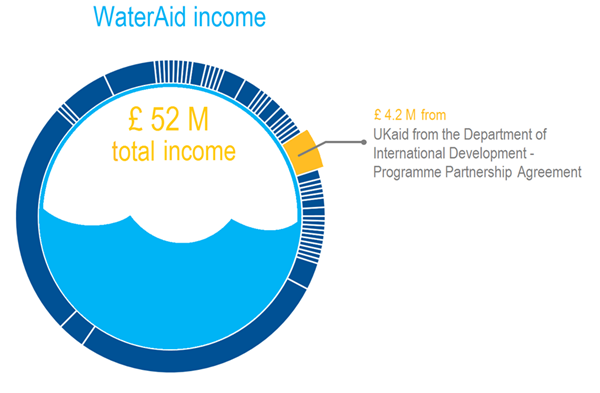 WaterAid income
£ 52 M
total income
£ 4.2 M from
UKaid from the Department of
International Development -
Programme Partnership Agreement